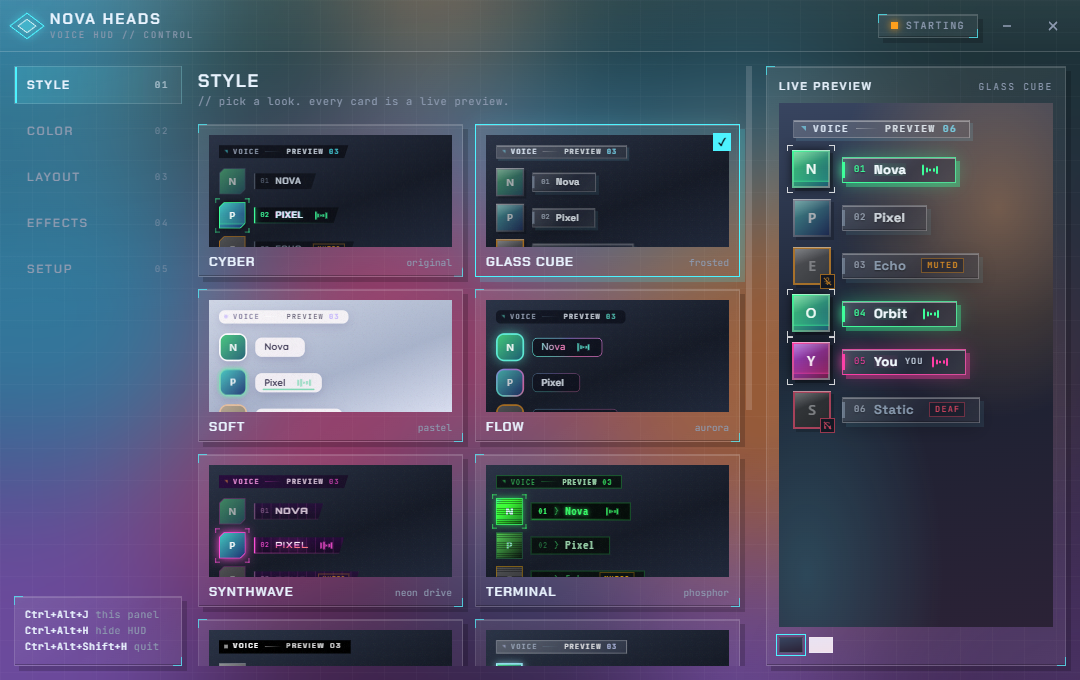 NOVA HEADS
VOICE HUD // CONTROL
STARTING
STYLE 01
COLOR 02
LAYOUT 03
EFFECTS 04
SETUP 05
Ctrl+Alt+J this panel
Ctrl+Alt+H hide HUD
Ctrl+Alt+Shift+H quit
STYLE
// pick a look. every card is a live preview.
VOICE PREVIEW 03
N 01 NOVA
P 02 PIXEL
CYBER original
VOICE PREVIEW 03
N 01 Nova
P 02 Pixel
GLASS CUBE frosted
VOICE PREVIEW 03
N Nova
P Pixel
SOFT pastel
VOICE PREVIEW 03
N Nova
P Pixel
FLOW aurora
VOICE PREVIEW 03
N 01 NOVA
P 02 PIXEL
SYNTHWAVE neon drive
VOICE PREVIEW 03
N 01 Nova
P 02 Pixel
TERMINAL phosphor
VOICE PREVIEW 03
VOICE PREVIEW 03
LIVE PREVIEW GLASS CUBE
VOICE PREVIEW 06
N 01 Nova
P 02 Pixel
E 03 Echo MUTED
O 04 Orbit
Y 05 You YOU
S 06 Static DEAF